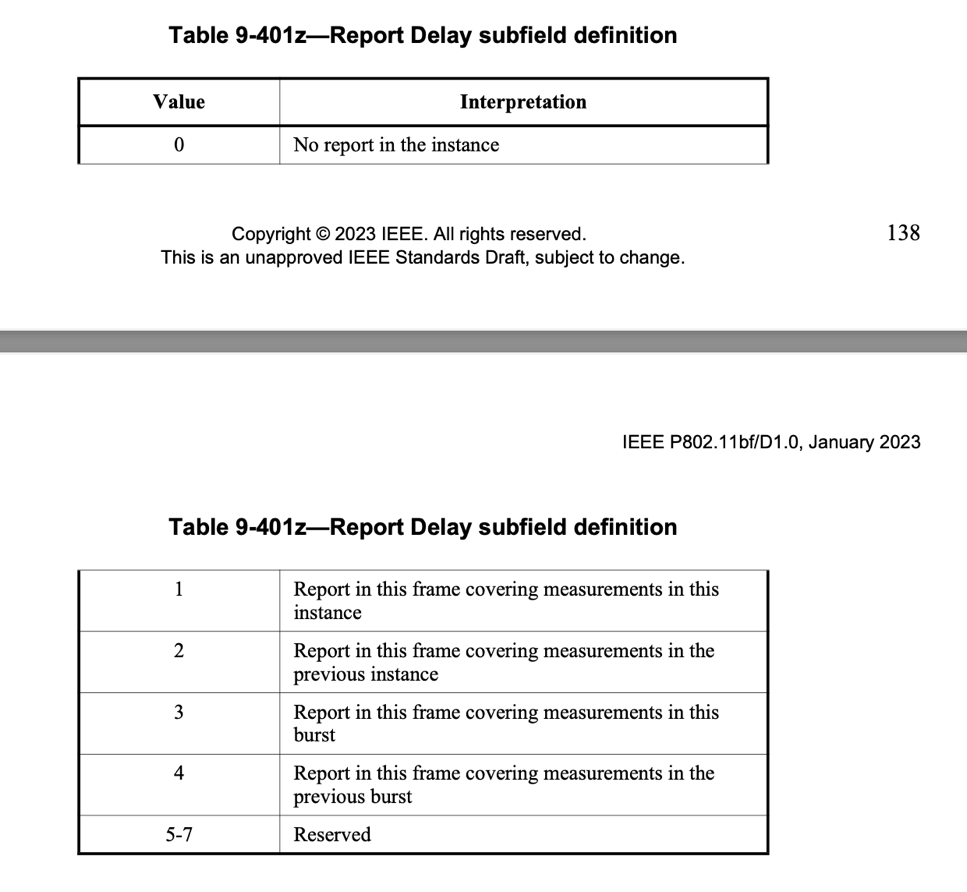 Table 9-401z—Report Delay subfield definition
Value Interpretation
0 No report in the instance
Copyright © 2023 IEEE. All rights reserved. 138
This is an unapproved IEEE Standards Draft, subject to change.
IEEE P802.11bf/D1.0, January 2023
Table 9-401z—Report Delay subfield definition
1 Report in this frame covering measurements in this
instance
2 Report in this frame covering measurements in the
previous instance
3 Report in this frame covering measurements in this
burst
4 Report in this frame covering measurements in the
previous burst
5-7 Reserved